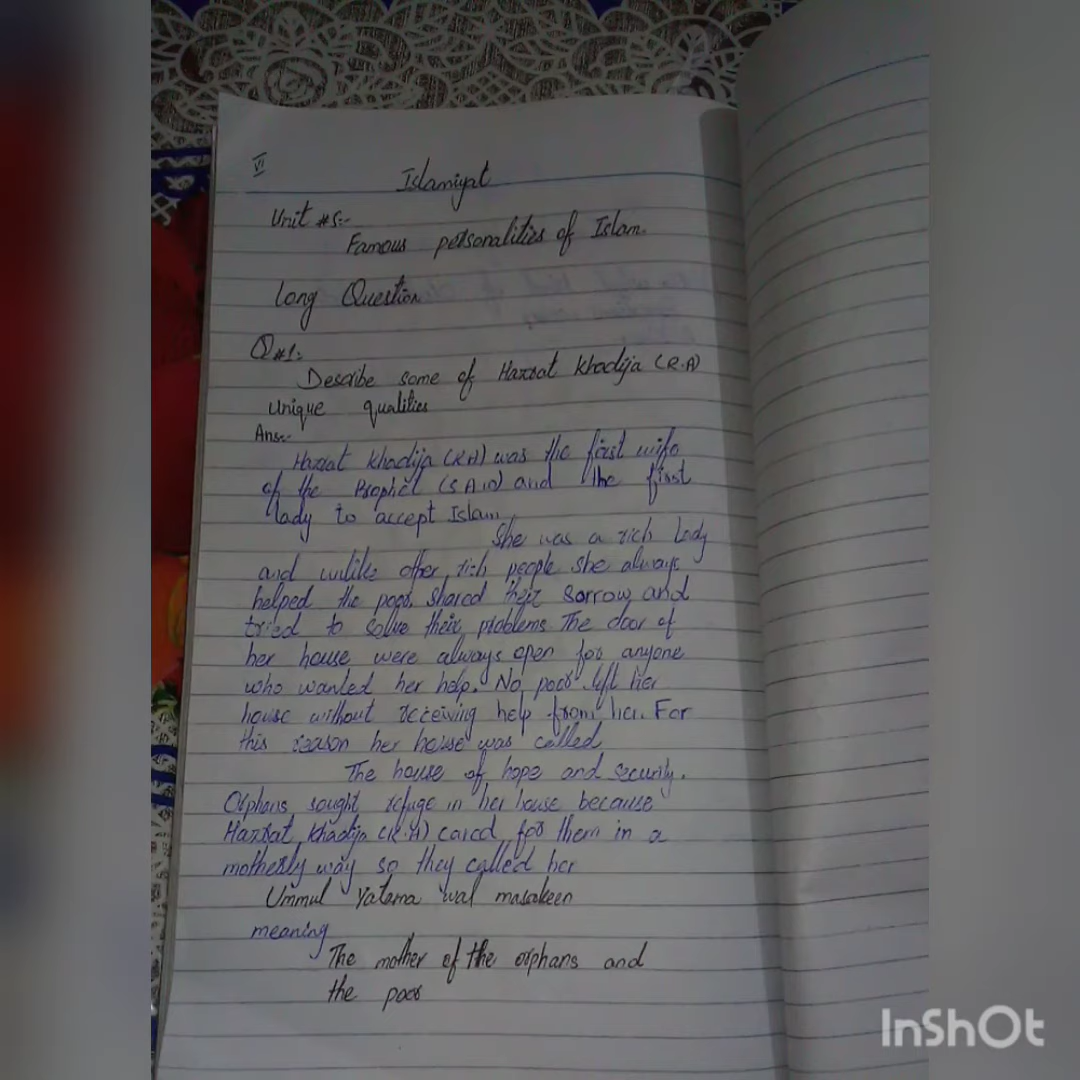 VI
Islamiyat
Unit #5:-
Famous personalities of Islam.
Long Question
Q#1:
Describe some of Hazrat Khadija (R.A)
Unique qualities
Ans:-
Hazrat Khadija (R.A) was the first wife
of the Prophet (S.A.W) and the first
lady to accept Islam.
She was a rich Lady
and unlike other rich people she always
helped the poor, shared their sorrow and
tried to solve their problems. The door of
her house were always open for anyone
who wanted her help. No poor left her
house without receiving help from her. For
this reason her house was called
The house of hope and security.
Orphans sought refuge in her house because
Hazrat Khadija (R.A) cared for them in a
motherly way so they called her
Ummul Yatama wal masakeen
meaning
The mother of the orphans and
the poor
InShOt